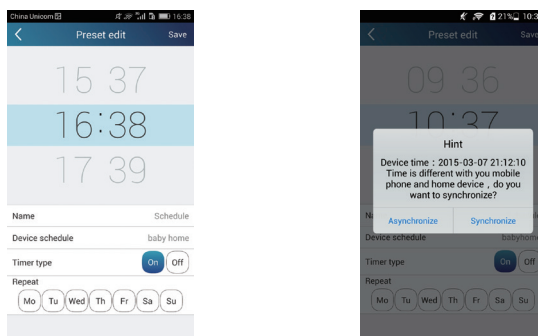 China Unicom 16:38
Preset edit Save
15 37
16:38
17 39
Name Schedule
Device schedule baby home
Timer type On Off
Repeat
Mo Tu Wed Th Fr Sa Su
21% 10:3
Preset edit Save
09 36
10:37
Hint
Device time : 2015-03-07 21:12:10
Time is different with you mobile
phone and home device , do you
want to synchronize?
Asynchronize Synchronize
Device schedule babyhom
Timer type On Off
Repeat
Mo Tu Wed Th Fr Sa Su